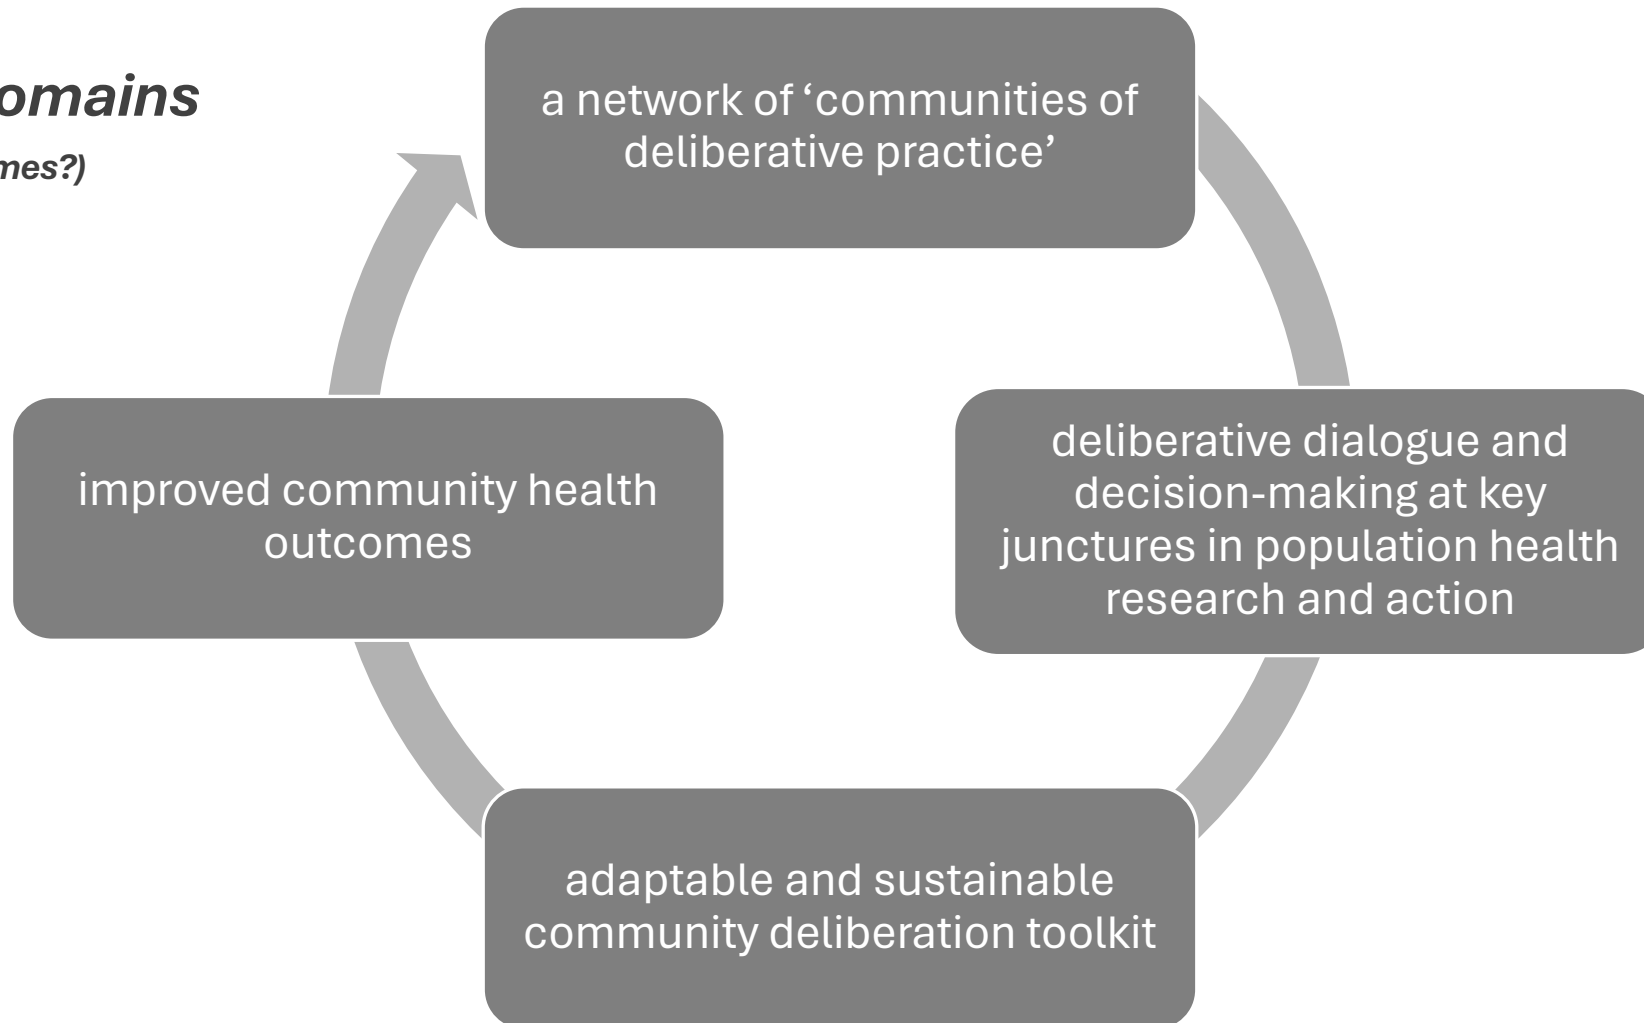 omains
mes?)
a network of ‘communities of
deliberative practice’
deliberative dialogue and
decision-making at key
junctures in population health
research and action
adaptable and sustainable
community deliberation toolkit
improved community health
outcomes